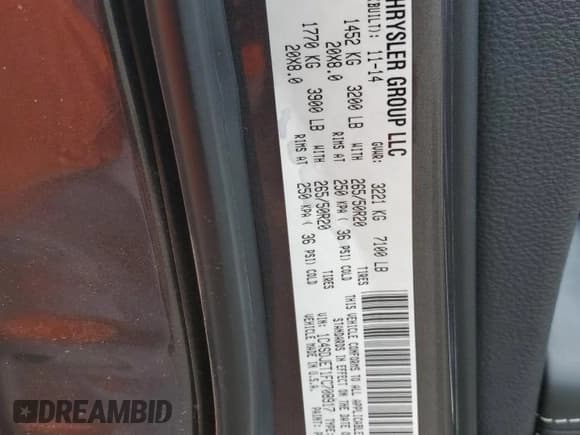 HRYSLER GROUP LLC
BUILT): 11-14 GVWR: 3221 KG 7100 LB
1452 KG 3200 LB WITH 265/50R20 TIRES
20X8.0 RIMS AT 250 KPA ( 36 PSI) COLD
1770 KG 3900 LB WITH 265/50R20 TIRES
20X8.0 RIMS AT 250 KPA ( 36 PSI) COLD
THIS VEHICLE CONFORMS TO ALL APPLICABLE
STANDARDS IN EFFECT ON THE
1C4SDJET1FC708917 TYPE:
VEHICLE MADE IN U.S.A. PAINT:
DREAMBID